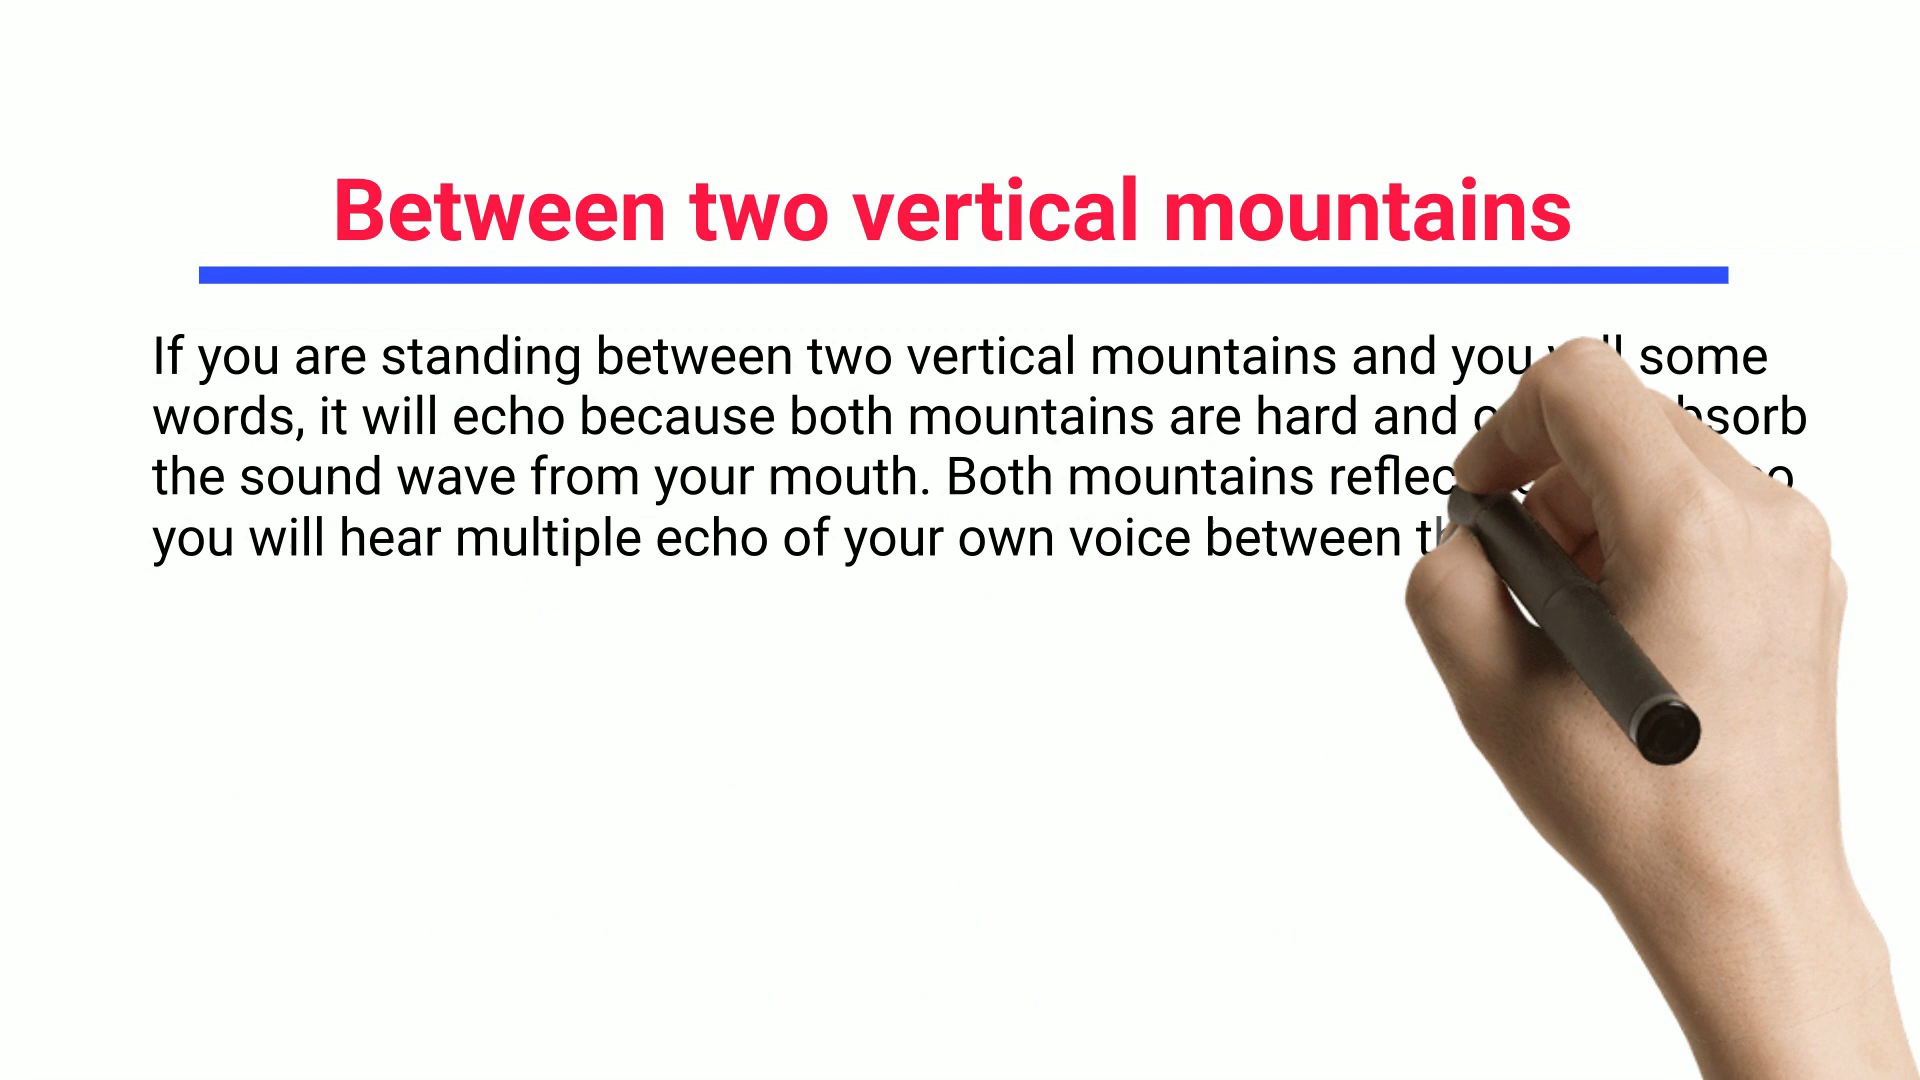 Between two vertical mountains
If you are standing between two vertical mountains and you some
words, it will echo because both mountains are hard and
the sound wave from your mouth. Both mountains
you will hear multiple echo of your own voice between